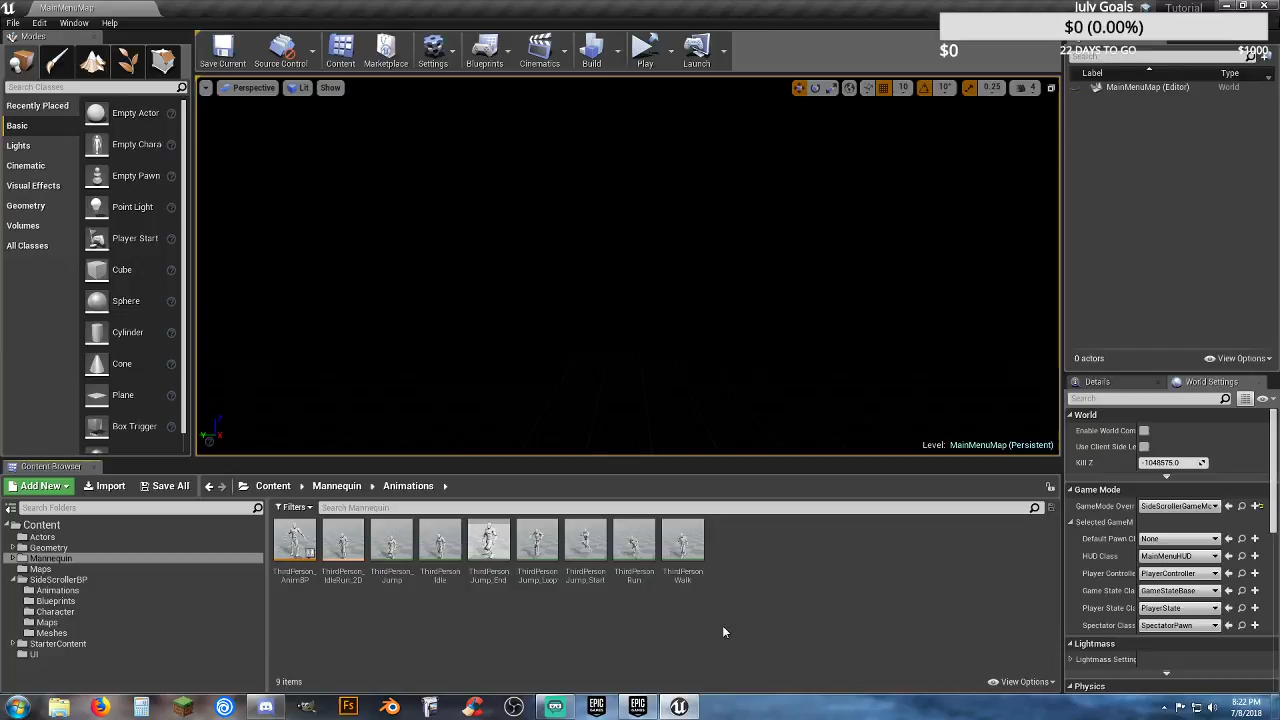 MainMenuMap
July Goals
Tutorial
$0 (0.00%)
$0
22 DAYS TO GO
$1000
File Edit Window Help
Modes
Search Classes
Recently Placed
Basic
Lights
Cinematic
Visual Effects
Geometry
Volumes
All Classes
Empty Actor
Empty Chara
Empty Pawn
Point Light
Player Start
Cube
Sphere
Cylinder
Cone
Plane
Box Trigger
Save Current Source Control Content Marketplace Settings Blueprints Cinematics Build Play Launch
Perspective Lit Show
10 10° 0.25 4
Level: MainMenuMap (Persistent)
Search
Label Type
MainMenuMap (Editor) World
0 actors View Options
Details World Settings
Search
World
Enable World Com
Use Client Side Le
Kill Z -1048575.0
Game Mode
GameMode Overr SideScrollerGameMc
Selected GameM
Default Pawn Cl None
HUD Class MainMenuHUD
Player Controlle PlayerController
Game State Cla GameStateBase
Player State Cl PlayerState
Spectator Class SpectatorPawn
Lightmass
Lightmass Setting
Physics
Content Browser
Add New Import Save All Content Mannequin Animations
Search Folders
Filters Search Mannequin
Content
Actors
Geometry
Mannequin
Maps
SideScrollerBP
Animations
Blueprints
Character
Maps
Meshes
StarterContent
UI
ThirdPerson_AnimBP
ThirdPerson_IdleRun_2D
ThirdPerson_Jump
ThirdPerson Idle
ThirdPerson Jump_End
ThirdPerson Jump_Loop
ThirdPerson Jump_Start
ThirdPerson Run
ThirdPerson Walk
9 items View Options
8:22 PM
7/8/2018